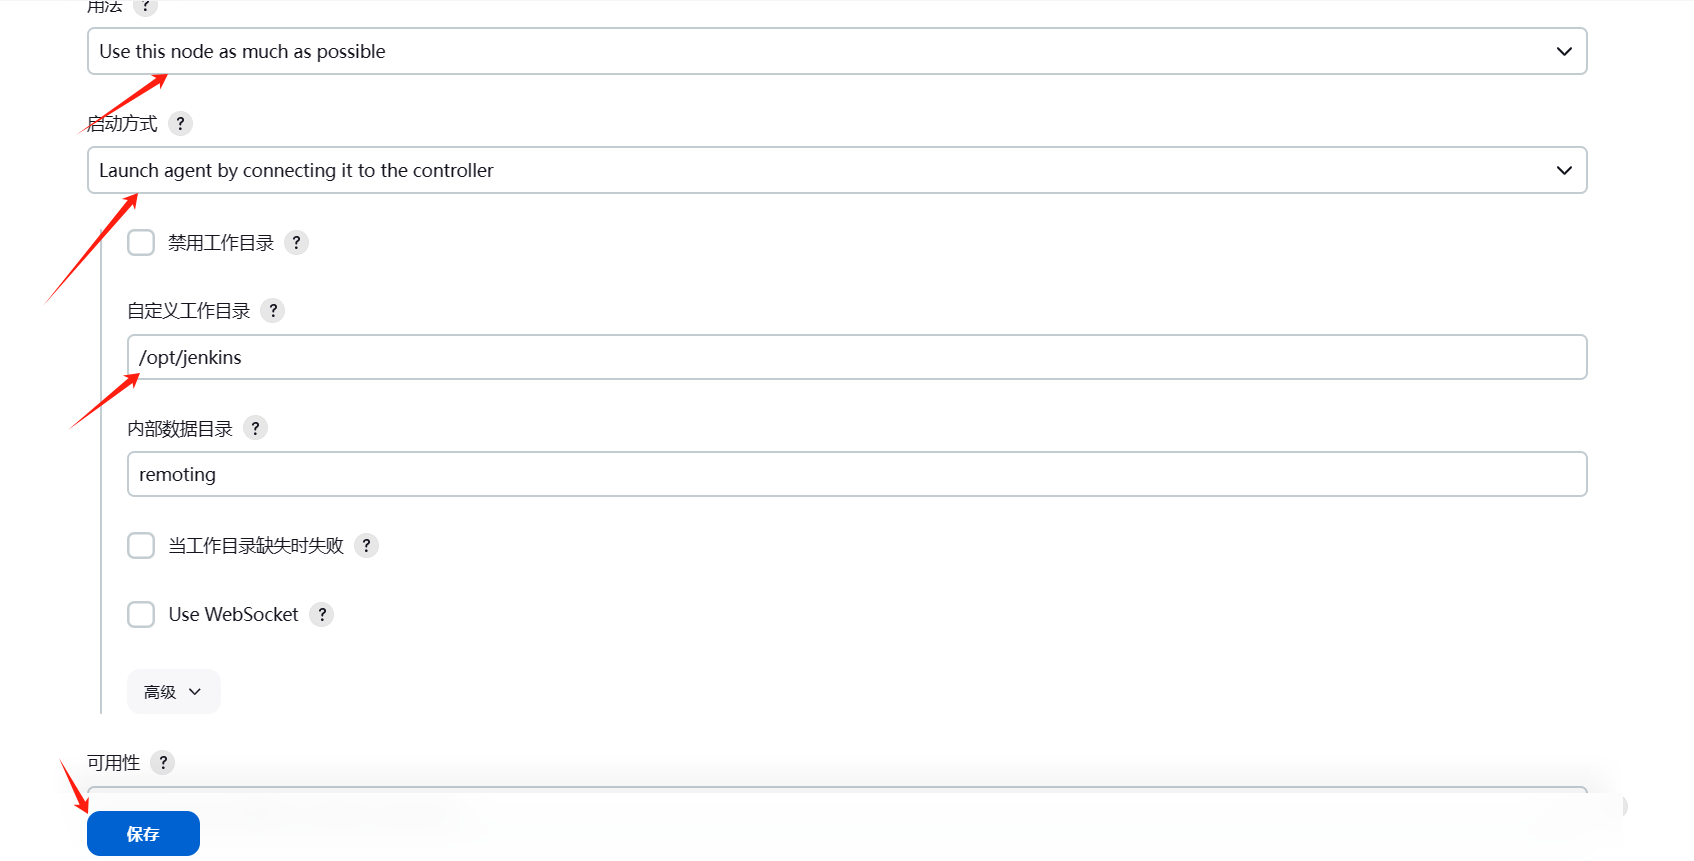 用法 ?
Use this node as much as possible
启动方式 ?
Launch agent by connecting it to the controller
禁用工作目录 ?
自定义工作目录 ?
/opt/jenkins
内部数据目录 ?
remoting
当工作目录缺失时失败 ?
Use WebSocket ?
高级
可用性 ?
保存